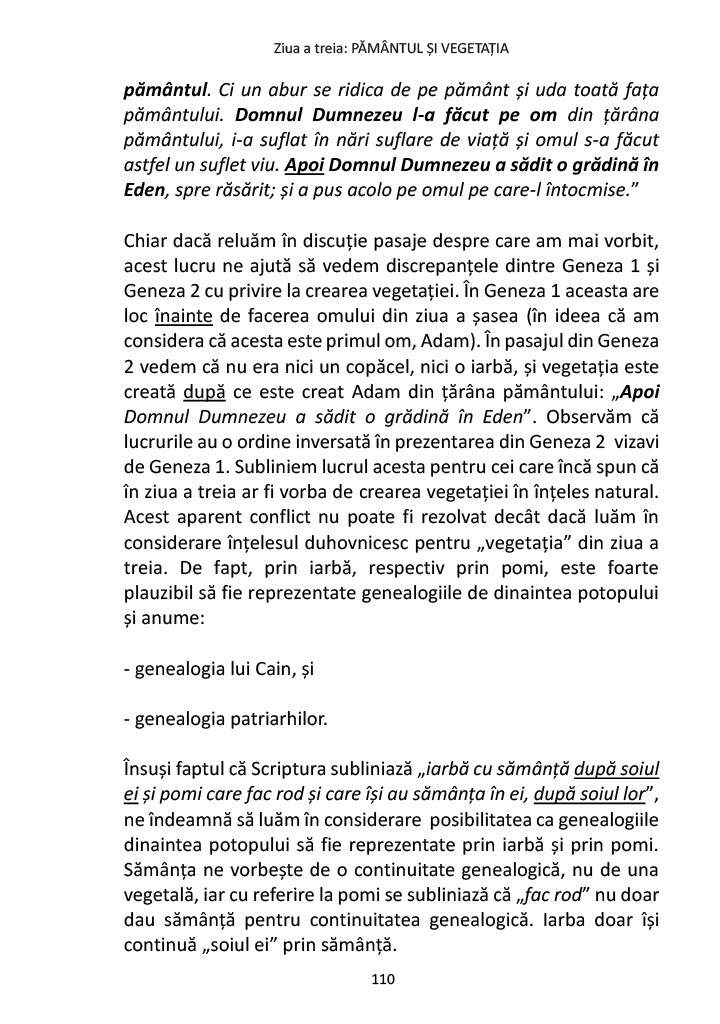 Ziua a treia: PĂMÂNTUL ȘI VEGETAȚIA
pământul. Ci un abur se ridica de pe pământ și uda toată fața
pământului. Domnul Dumnezeu l-a făcut pe om din țărâna
pământului, i-a suflat în nări suflare de viață și omul s-a făcut
astfel un suflet viu. Apoi Domnul Dumnezeu a sădit o grădină în
Eden, spre răsărit; și a pus acolo pe omul pe care-l întocmise.”
Chiar dacă reluăm în discuție pasaje despre care am mai vorbit,
acest lucru ne ajută să vedem discrepanțele dintre Geneza 1 și
Geneza 2 cu privire la crearea vegetației. În Geneza 1 aceasta are
loc înainte de facerea omului din ziua a șasea (în ideea că am
considera că acesta este primul om, Adam). În pasajul din Geneza
2 vedem că nu era nici un copăcel, nici o iarbă, și vegetația este
creată după ce este creat Adam din țărâna pământului: „Apoi
Domnul Dumnezeu a sădit o grădină în Eden”. Observăm că
lucrurile au o ordine inversată în prezentarea din Geneza 2 vizavi
de Geneza 1. Subliniem lucrul acesta pentru cei care încă spun că
în ziua a treia ar fi vorba de crearea vegetației în înțeles natural.
Acest aparent conflict nu poate fi rezolvat decât dacă luăm în
considerare înțelesul duhovnicesc pentru „vegetația” din ziua a
treia. De fapt, prin iarbă, respectiv prin pomi, este foarte
plauzibil să fie reprezentate genealogiile de dinaintea potopului
și anume:
- genealogia lui Cain, și
- genealogia patriarhilor.
Însuși faptul că Scriptura subliniază „iarbă cu sămânță după soiul
ei și pomi care fac rod și care își au sămânța în ei, după soiul lor”,
ne îndeamnă să luăm în considerare posibilitatea ca genealogiile
dinaintea potopului să fie reprezentate prin iarbă și prin pomi.
Sămânța ne vorbește de o continuitate genealogică, nu de una
vegetală, iar cu referire la pomi se subliniază că „fac rod” nu doar
dau sămânță pentru continuitatea genealogică. Iarba doar își
continuă „soiul ei” prin sămânță.
110